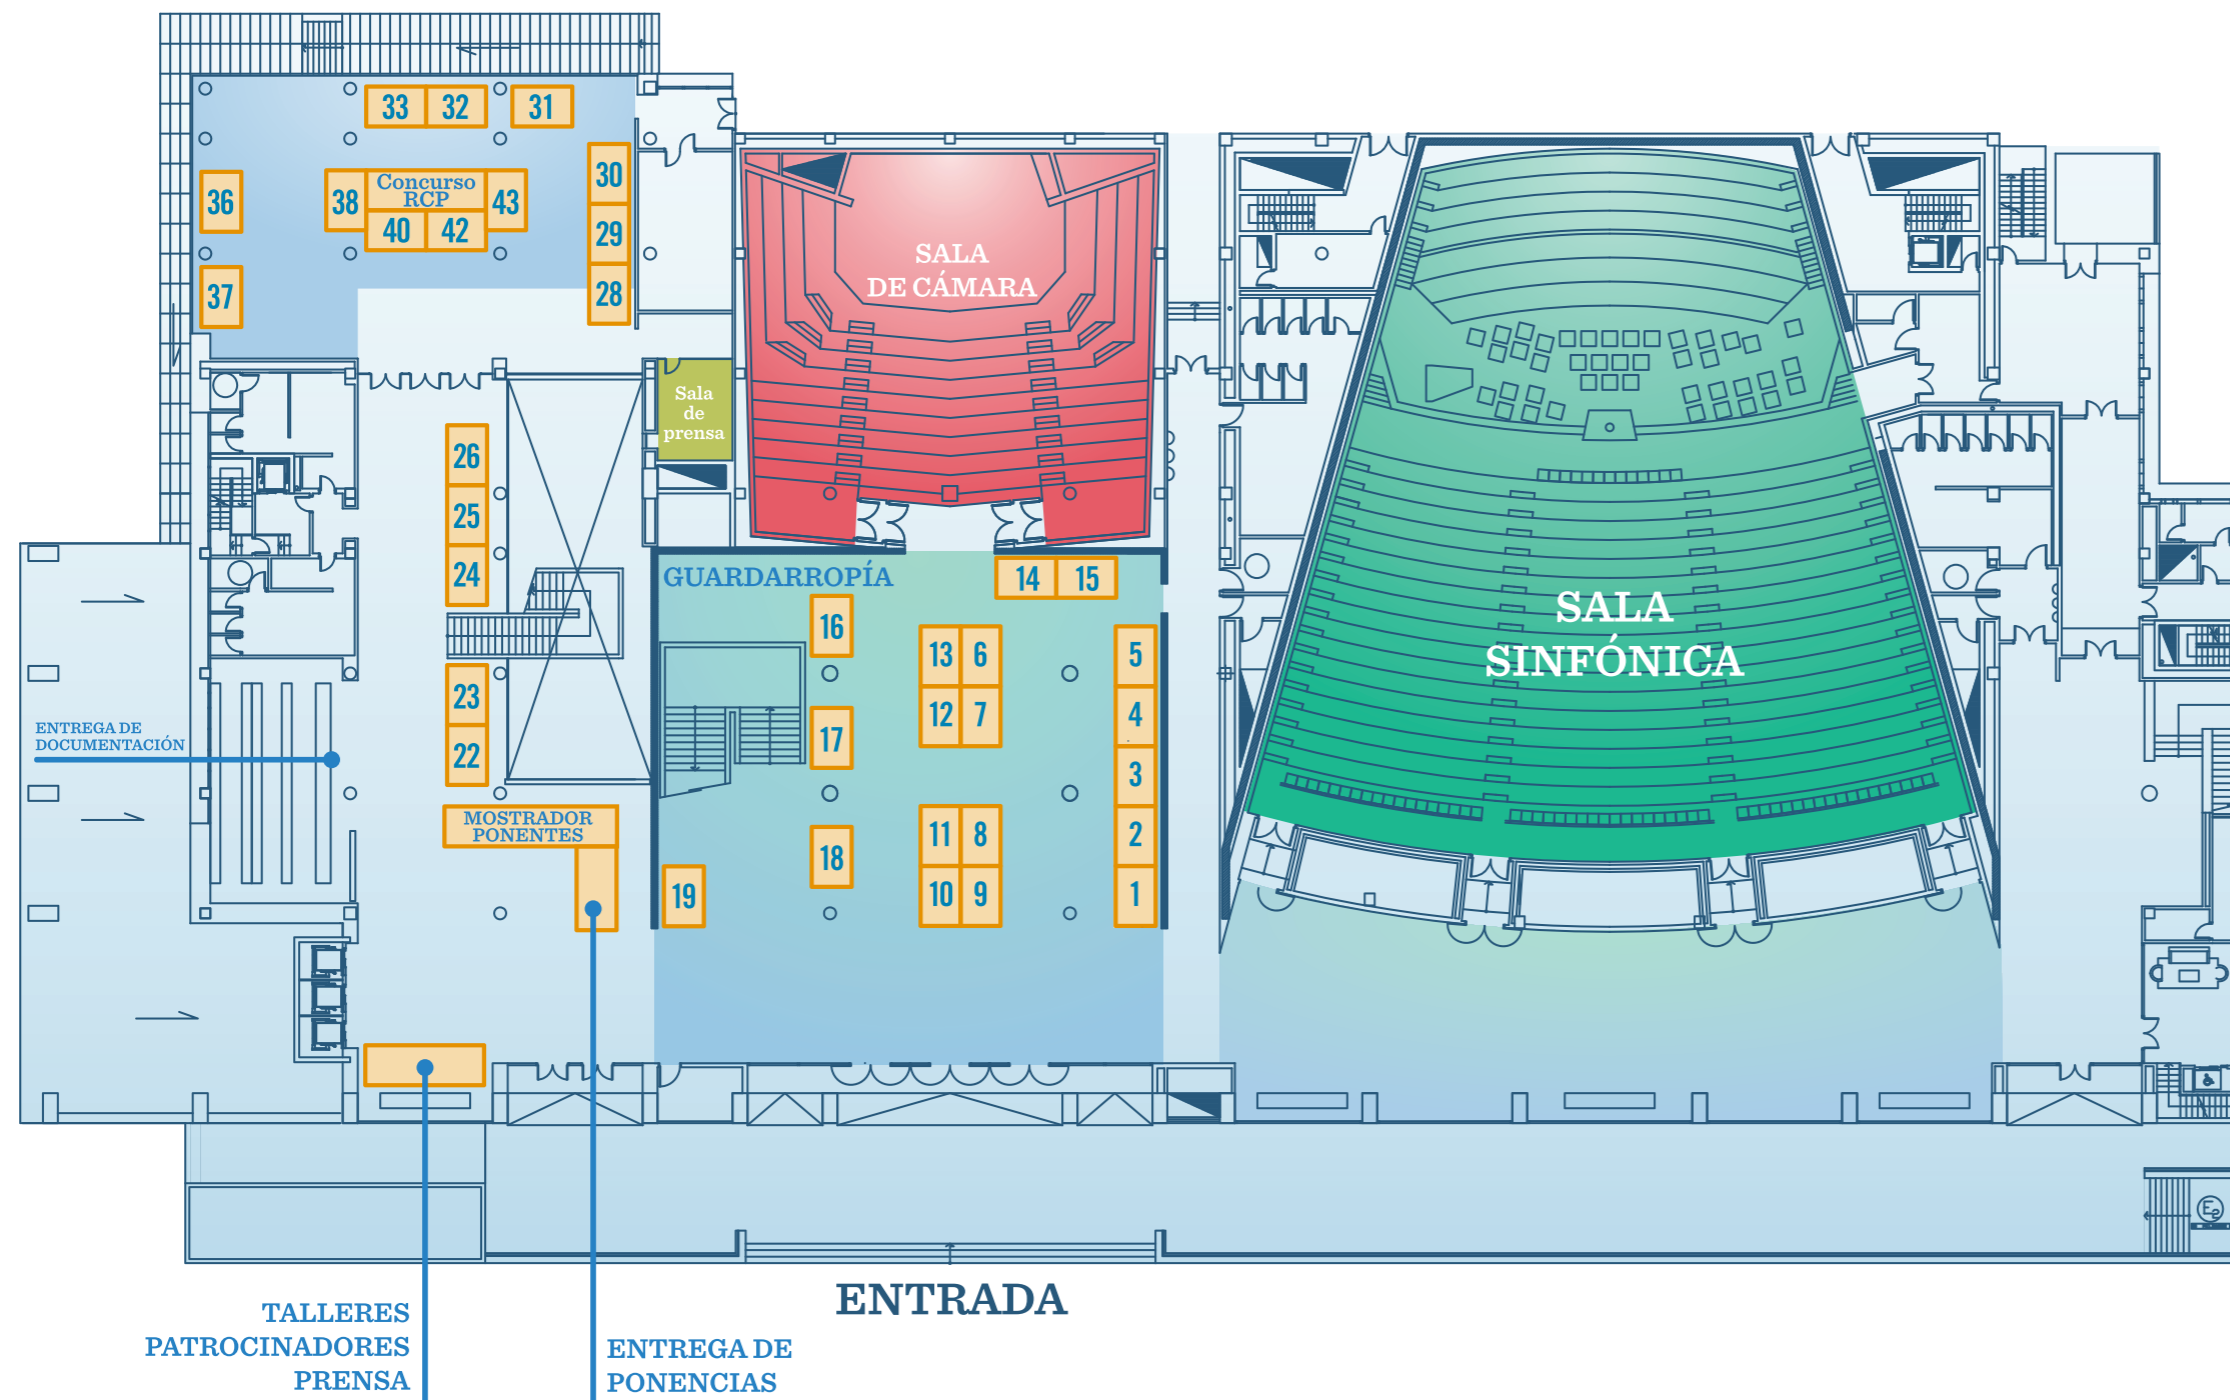 33 32 31
30
36 38 Concurso 43
RCP
40 42 29
37 28
SALA
DE CÁMARA
Sala
de
prensa
26
25
24
23
22
GUARDARROPÍA
14 15
16
13 6 5
12 7 4
17
3
11 8 2
18
10 9 1
19
SALA
SINFÓNICA
ENTREGA DE
DOCUMENTACIÓN
MOSTRADOR
PONENTES
E2
ENTRADA
TALLERES
PATROCINADORES
PRENSA
ENTREGA DE
PONENCIAS